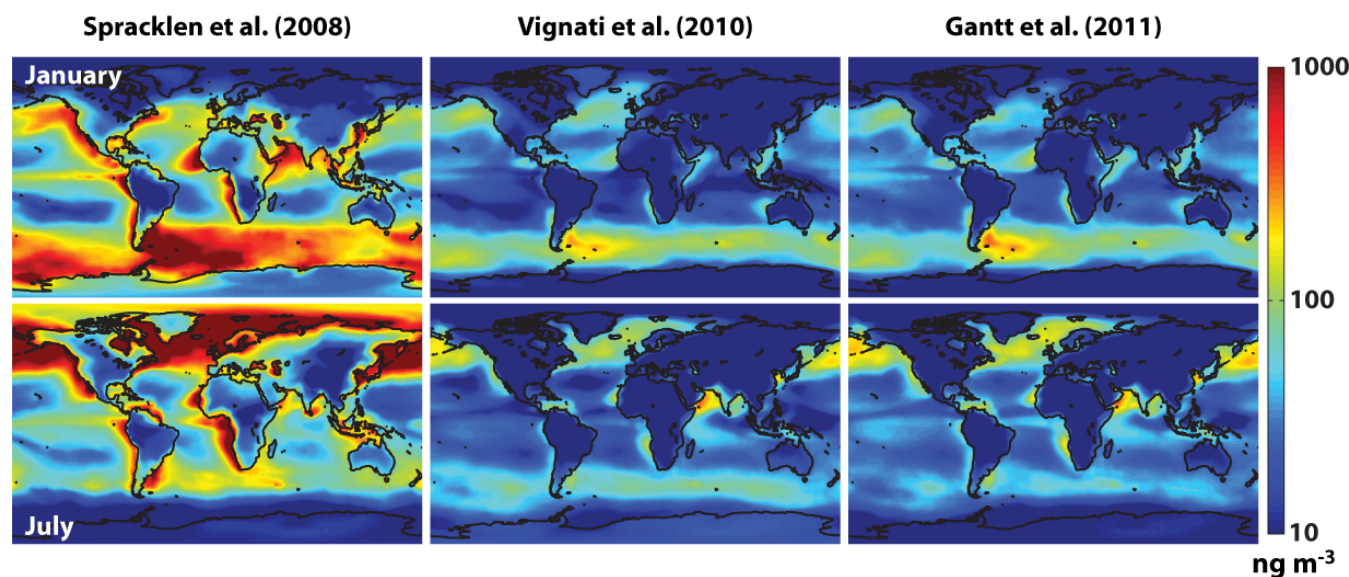 Spracklen et al. (2008) Vignati et al. (2010) Gantt et al. (2011)
January
1000
100
July
10
ng m⁻³